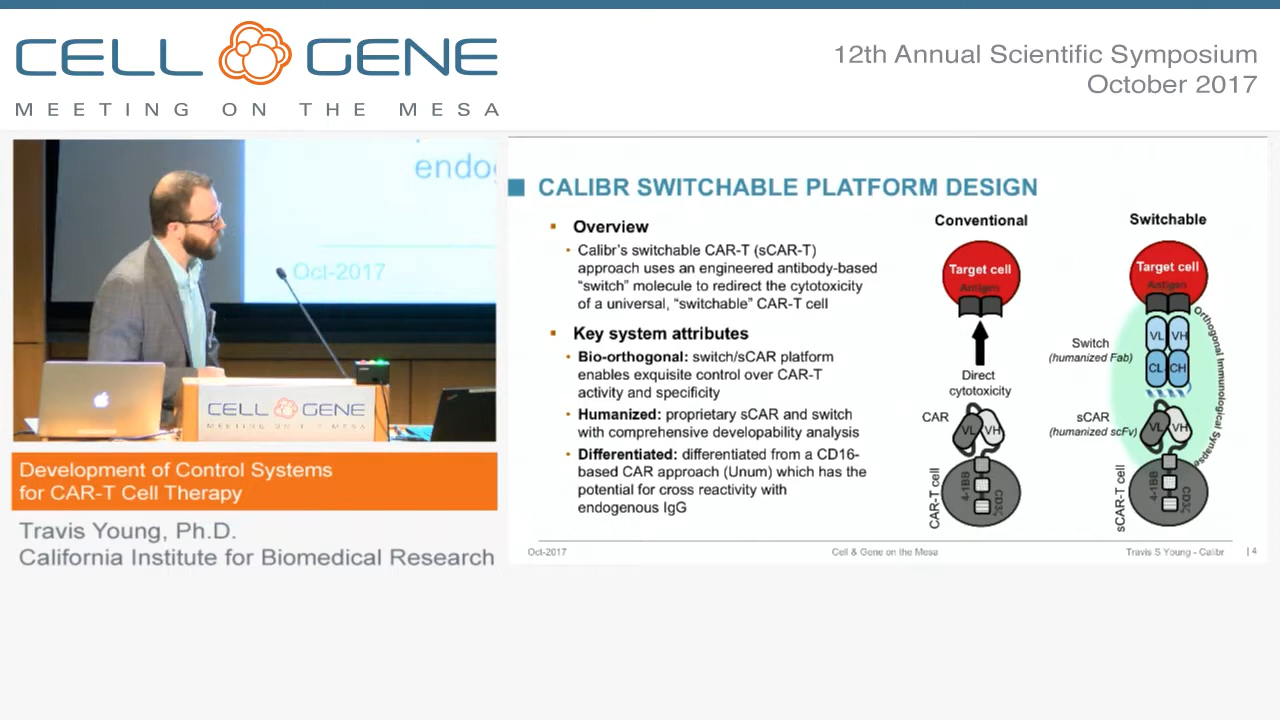 CELL GENE
MEETING ON THE MESA
12th Annual Scientific Symposium
October 2017
endo
Oct-2017
CELL GENE
MEETING ON THE MESA
Development of Control Systems
for CAR-T Cell Therapy
Travis Young, Ph.D.
California Institute for Biomedical Research
CALIBR SWITCHABLE PLATFORM DESIGN
▪ Overview
• Calibr's switchable CAR-T (sCAR-T)
approach uses an engineered antibody-based
“switch” molecule to redirect the cytotoxicity
of a universal, “switchable” CAR-T cell
▪ Key system attributes
• Bio-orthogonal: switch/sCAR platform
enables exquisite control over CAR-T
activity and specificity
• Humanized: proprietary sCAR and switch
with comprehensive developability analysis
• Differentiated: differentiated from a CD16-
based CAR approach (Unum) which has the
potential for cross reactivity with
endogenous IgG
Conventional
Target cell
Antigen
Direct
cytotoxicity
CAR
VL VH
CAR-T cell
4-1BB
CD3ζ
Switchable
Target cell
Antigen
Switch
(humanized Fab)
VL VH
CL CH
Orthogonal Immunological Synapse
sCAR
(humanized scFv)
VL VH
sCAR-T cell
4-1BB
CD3ζ
Oct-2017
Cell & Gene on the Mesa
Travis S Young - Calibr
| 4